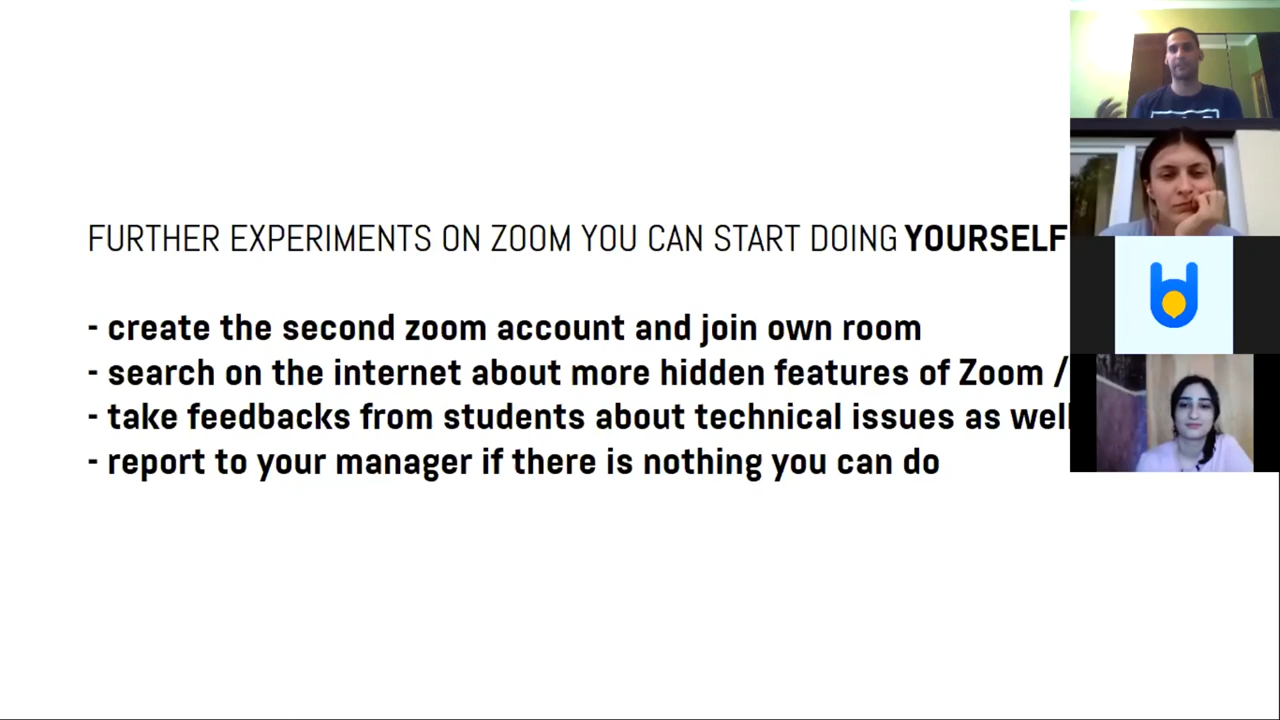 FURTHER EXPERIMENTS ON ZOOM YOU CAN START DOING YOURSELF
- create the second zoom account and join own room
- search on the internet about more hidden features of Zoom /
- take feedbacks from students about technical issues as well
- report to your manager if there is nothing you can do